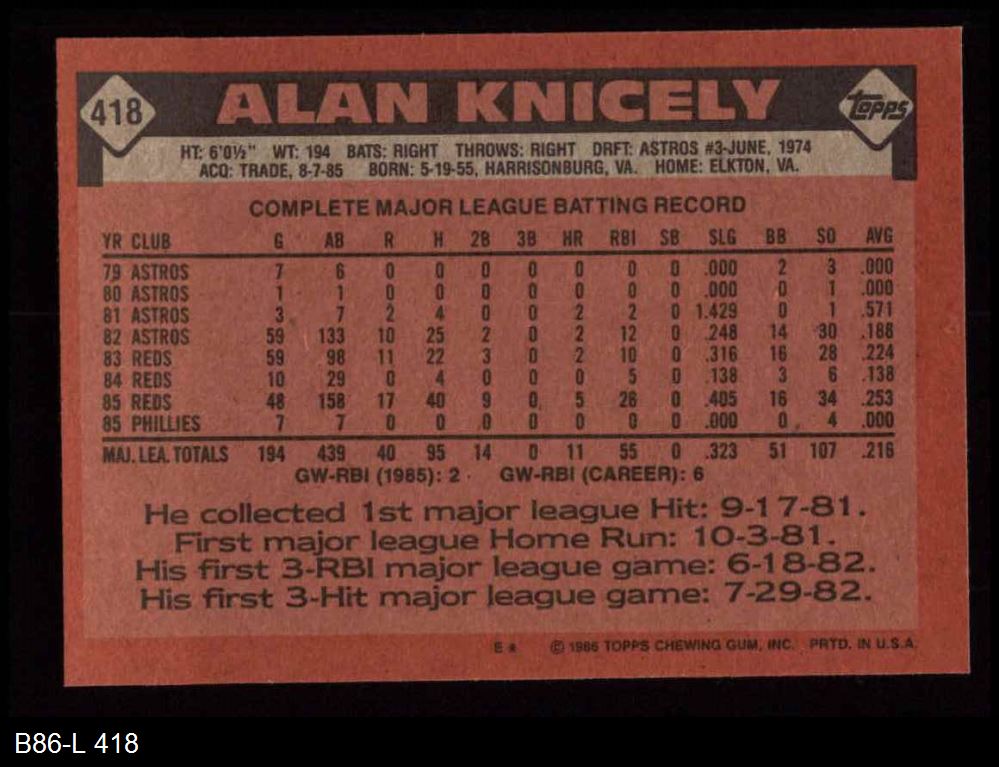 418 ALAN KNICELY Topps
HT: 6'0½" WT: 194 BATS: RIGHT THROWS: RIGHT DRFT: ASTROS #3-JUNE, 1974
ACQ: TRADE, 8-7-85 BORN: 5-19-55, HARRISONBURG, VA. HOME: ELKTON, VA.
COMPLETE MAJOR LEAGUE BATTING RECORD
YR CLUB G AB R H 2B 3B HR RBI SB SLG BB SO AVG
79 ASTROS 7 6 0 0 0 0 0 0 0 .000 2 3 .000
80 ASTROS 1 1 0 0 0 0 0 0 0 .000 0 1 .000
81 ASTROS 3 7 2 4 0 0 2 2 0 1.429 0 1 .571
82 ASTROS 59 133 10 25 2 0 2 12 0 .248 14 30 .188
83 REDS 59 98 11 22 3 0 2 10 0 .316 16 28 .224
84 REDS 10 29 0 4 0 0 0 5 0 .138 3 6 .138
85 REDS 48 158 17 40 9 0 5 26 0 .405 16 34 .253
85 PHILLIES 7 7 0 0 0 0 0 0 0 .000 0 4 .000
MAJ. LEA. TOTALS 194 439 40 95 14 0 11 55 0 .323 51 107 .216
GW-RBI (1985): 2 GW-RBI (CAREER): 6
He collected 1st major league Hit: 9-17-81.
First major league Home Run: 10-3-81.
His first 3-RBI major league game: 6-18-82.
His first 3-Hit major league game: 7-29-82.
E * © 1986 TOPPS CHEWING GUM, INC. PRTD. IN U.S.A.
B86-L 418